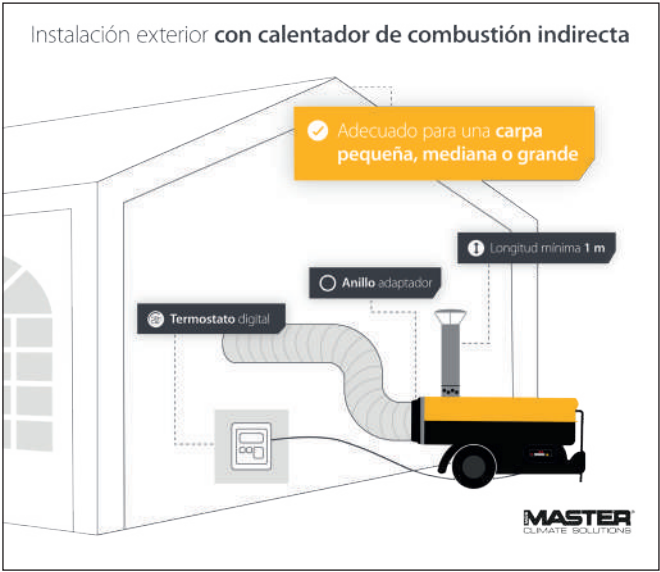 Instalación exterior con calentador de combustión indirecta
Adecuado para una carpa
pequeña, mediana o grande
Longitud mínima 1 m
Anillo adaptador
Termostato digital
MASTER
CLIMATE SOLUTIONS